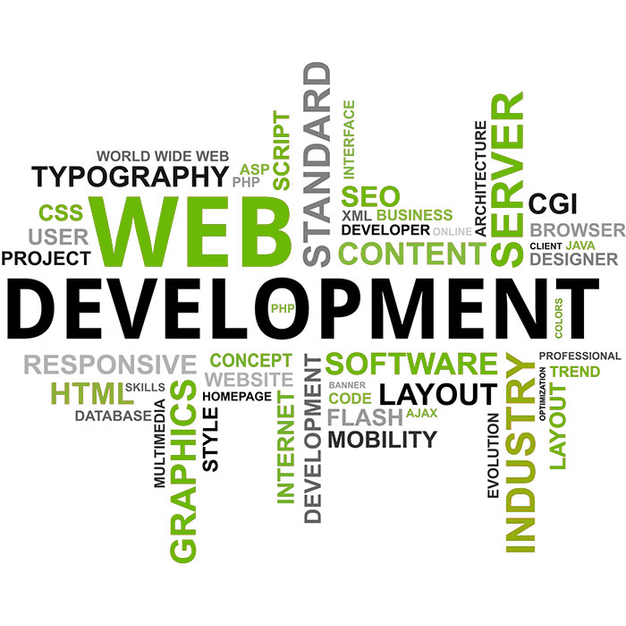 STANDARD
SERVER
INTERFACE
SCRIPT
ARCHITECTURE
WORLD WIDE WEB
TYPOGRAPHY
ASP
PHP
SEO
CGI
CSS
WEB
XML BUSINESS
USER
DEVELOPER ONLINE
BROWSER
PROJECT
CONTENT
CLIENT JAVA
DESIGNER
DEVELOPMENT
PHP
COLORS
RESPONSIVE
CONCEPT
SOFTWARE
PROFESSIONAL
WEBSITE
TREND
HTML SKILLS
HOMEPAGE
BANNER
CODE
LAYOUT
DATABASE
FLASH AJAX
MOBILITY
MULTIMEDIA
GRAPHICS
STYLE
INTERNET
DEVELOPMENT
EVOLUTION
INDUSTRY
OPTIMIZATION
LAYOUT